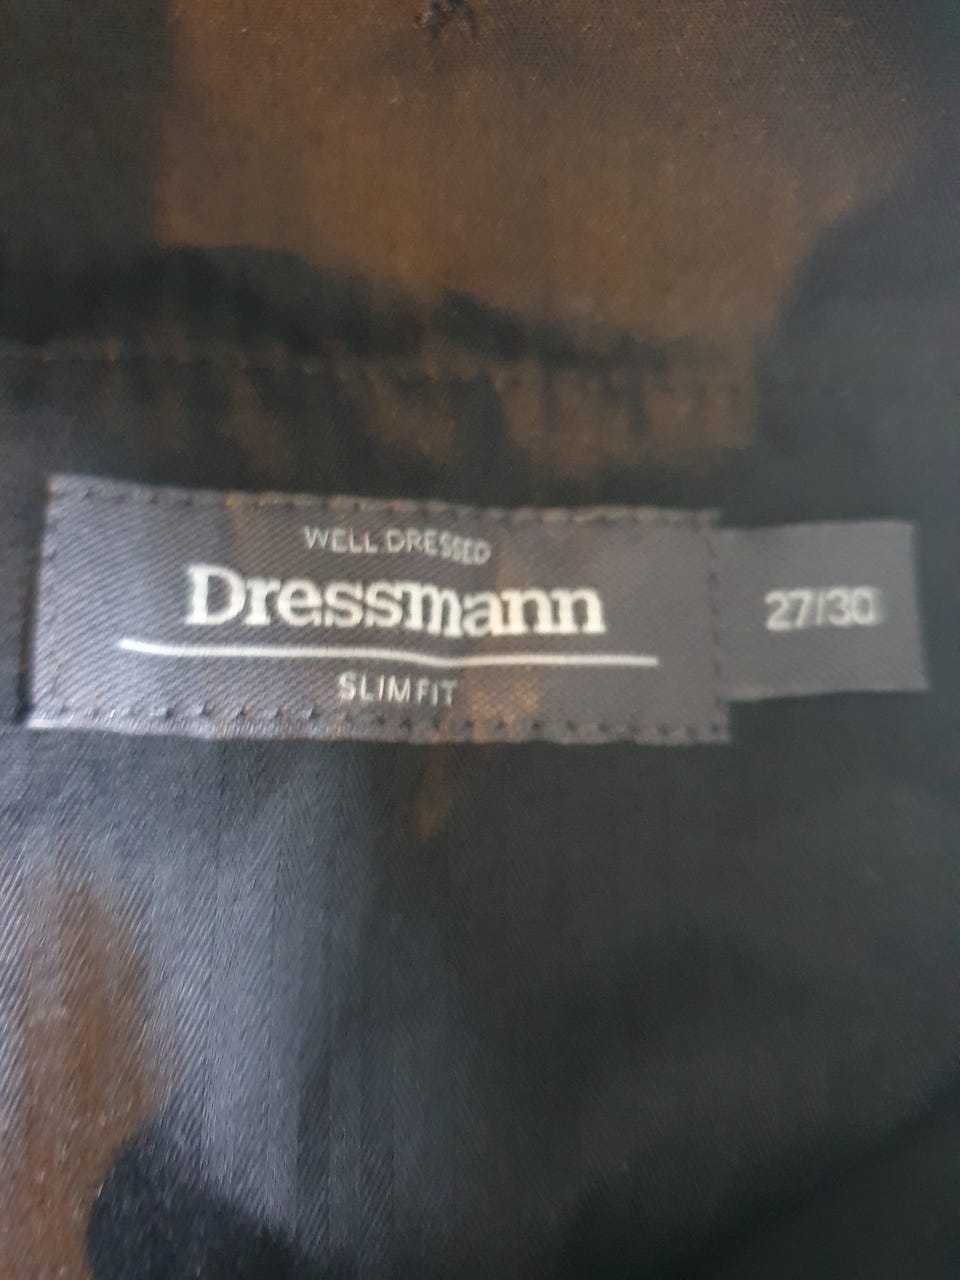 WELL DRESSED
Dressmann
SLIM FIT
27/30